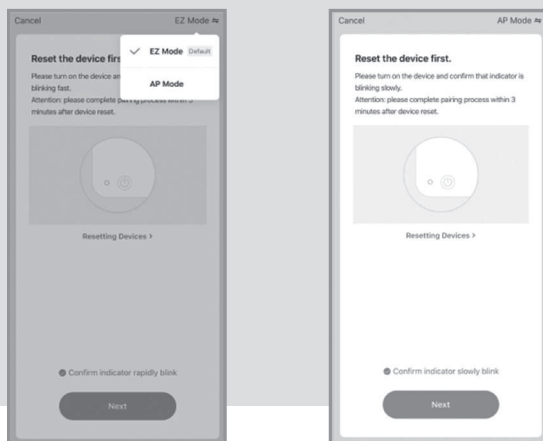 Cancel
EZ Mode ⇋
EZ Mode Default
AP Mode
Reset the device firs
Please turn on the device an
blinking fast.
Attention: please complete pairing process within 3
minutes after device reset.
Resetting Devices >
Confirm indicator rapidly blink
Next
Cancel
AP Mode ⇋
Reset the device first.
Please turn on the device and confirm that indicator is
blinking slowly.
Attention: please complete pairing process within 3
minutes after device reset.
Resetting Devices >
Confirm indicator slowly blink
Next